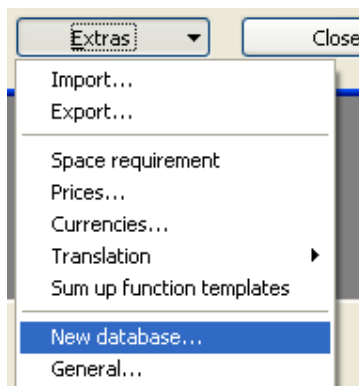 Extras Close
Import...
Export...
Space requirement
Prices...
Currencies...
Translation
Sum up function templates
New database...
General...